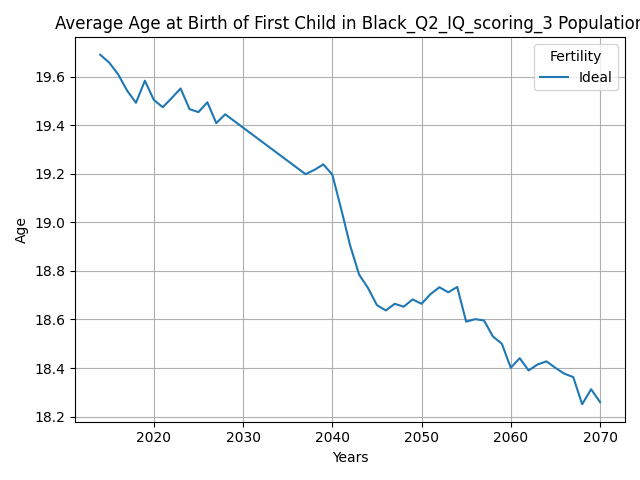 Average Age at Birth of First Child in Black_Q2_IQ_scoring_3 Population
Fertility
Ideal
19.6
19.4
19.2
19.0
18.8
18.6
18.4
18.2
Age
2020 2030 2040 2050 2060 2070
Years